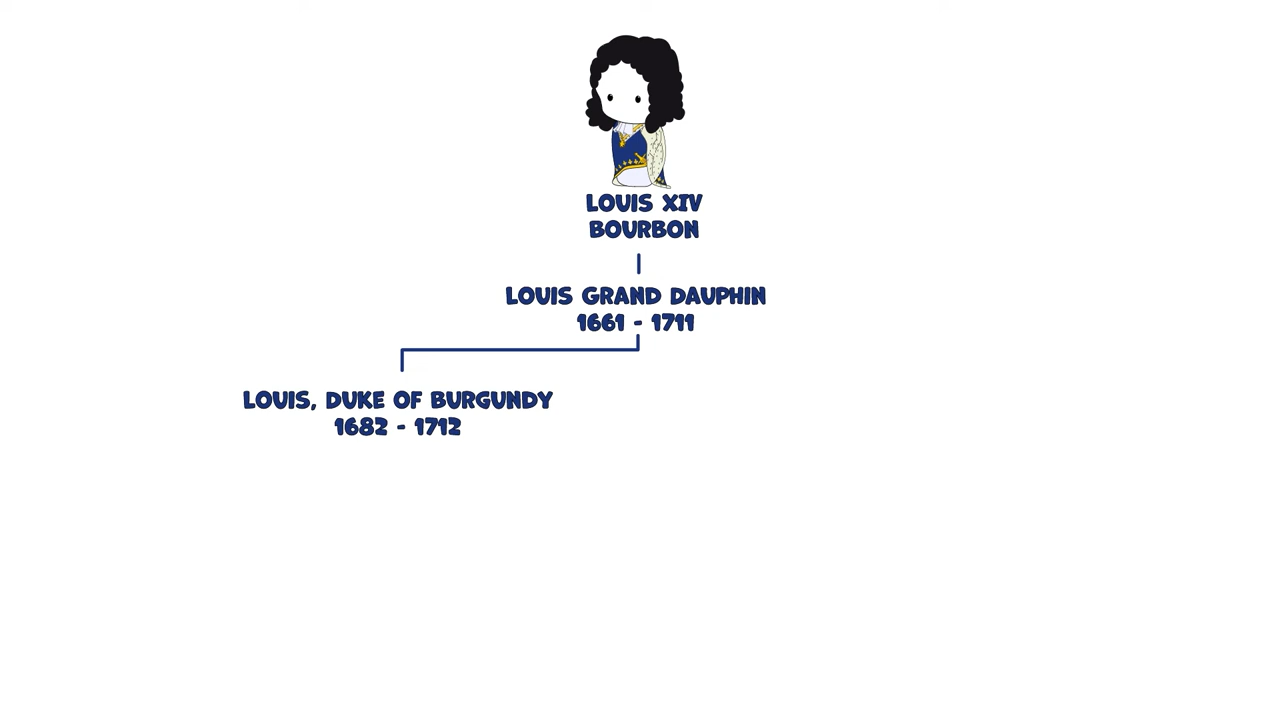 LOUIS XIV
BOURBON
LOUIS GRAND DAUPHIN
1661 - 1711
LOUIS, DUKE OF BURGUNDY
1682 - 1712